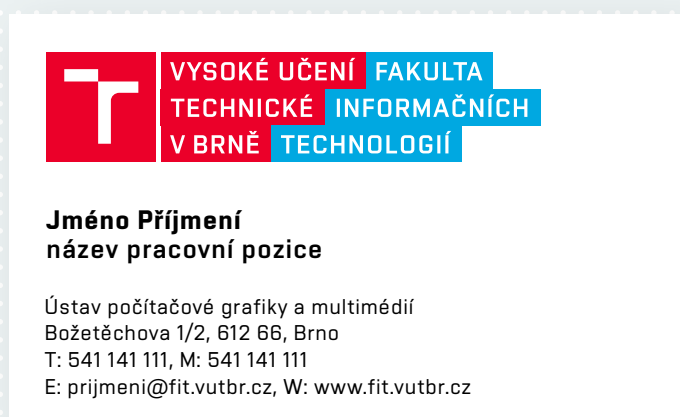 VYSOKÉ UČENÍ FAKULTA
TECHNICKÉ INFORMAČNÍCH
V BRNĚ TECHNOLOGIÍ
Jméno Příjmení
název pracovní pozice
Ústav počítačové grafiky a multimédií
Božetěchova 1/2, 612 66, Brno
T: 541 141 111, M: 541 141 111
E: prijmeni@fit.vutbr.cz, W: www.fit.vutbr.cz